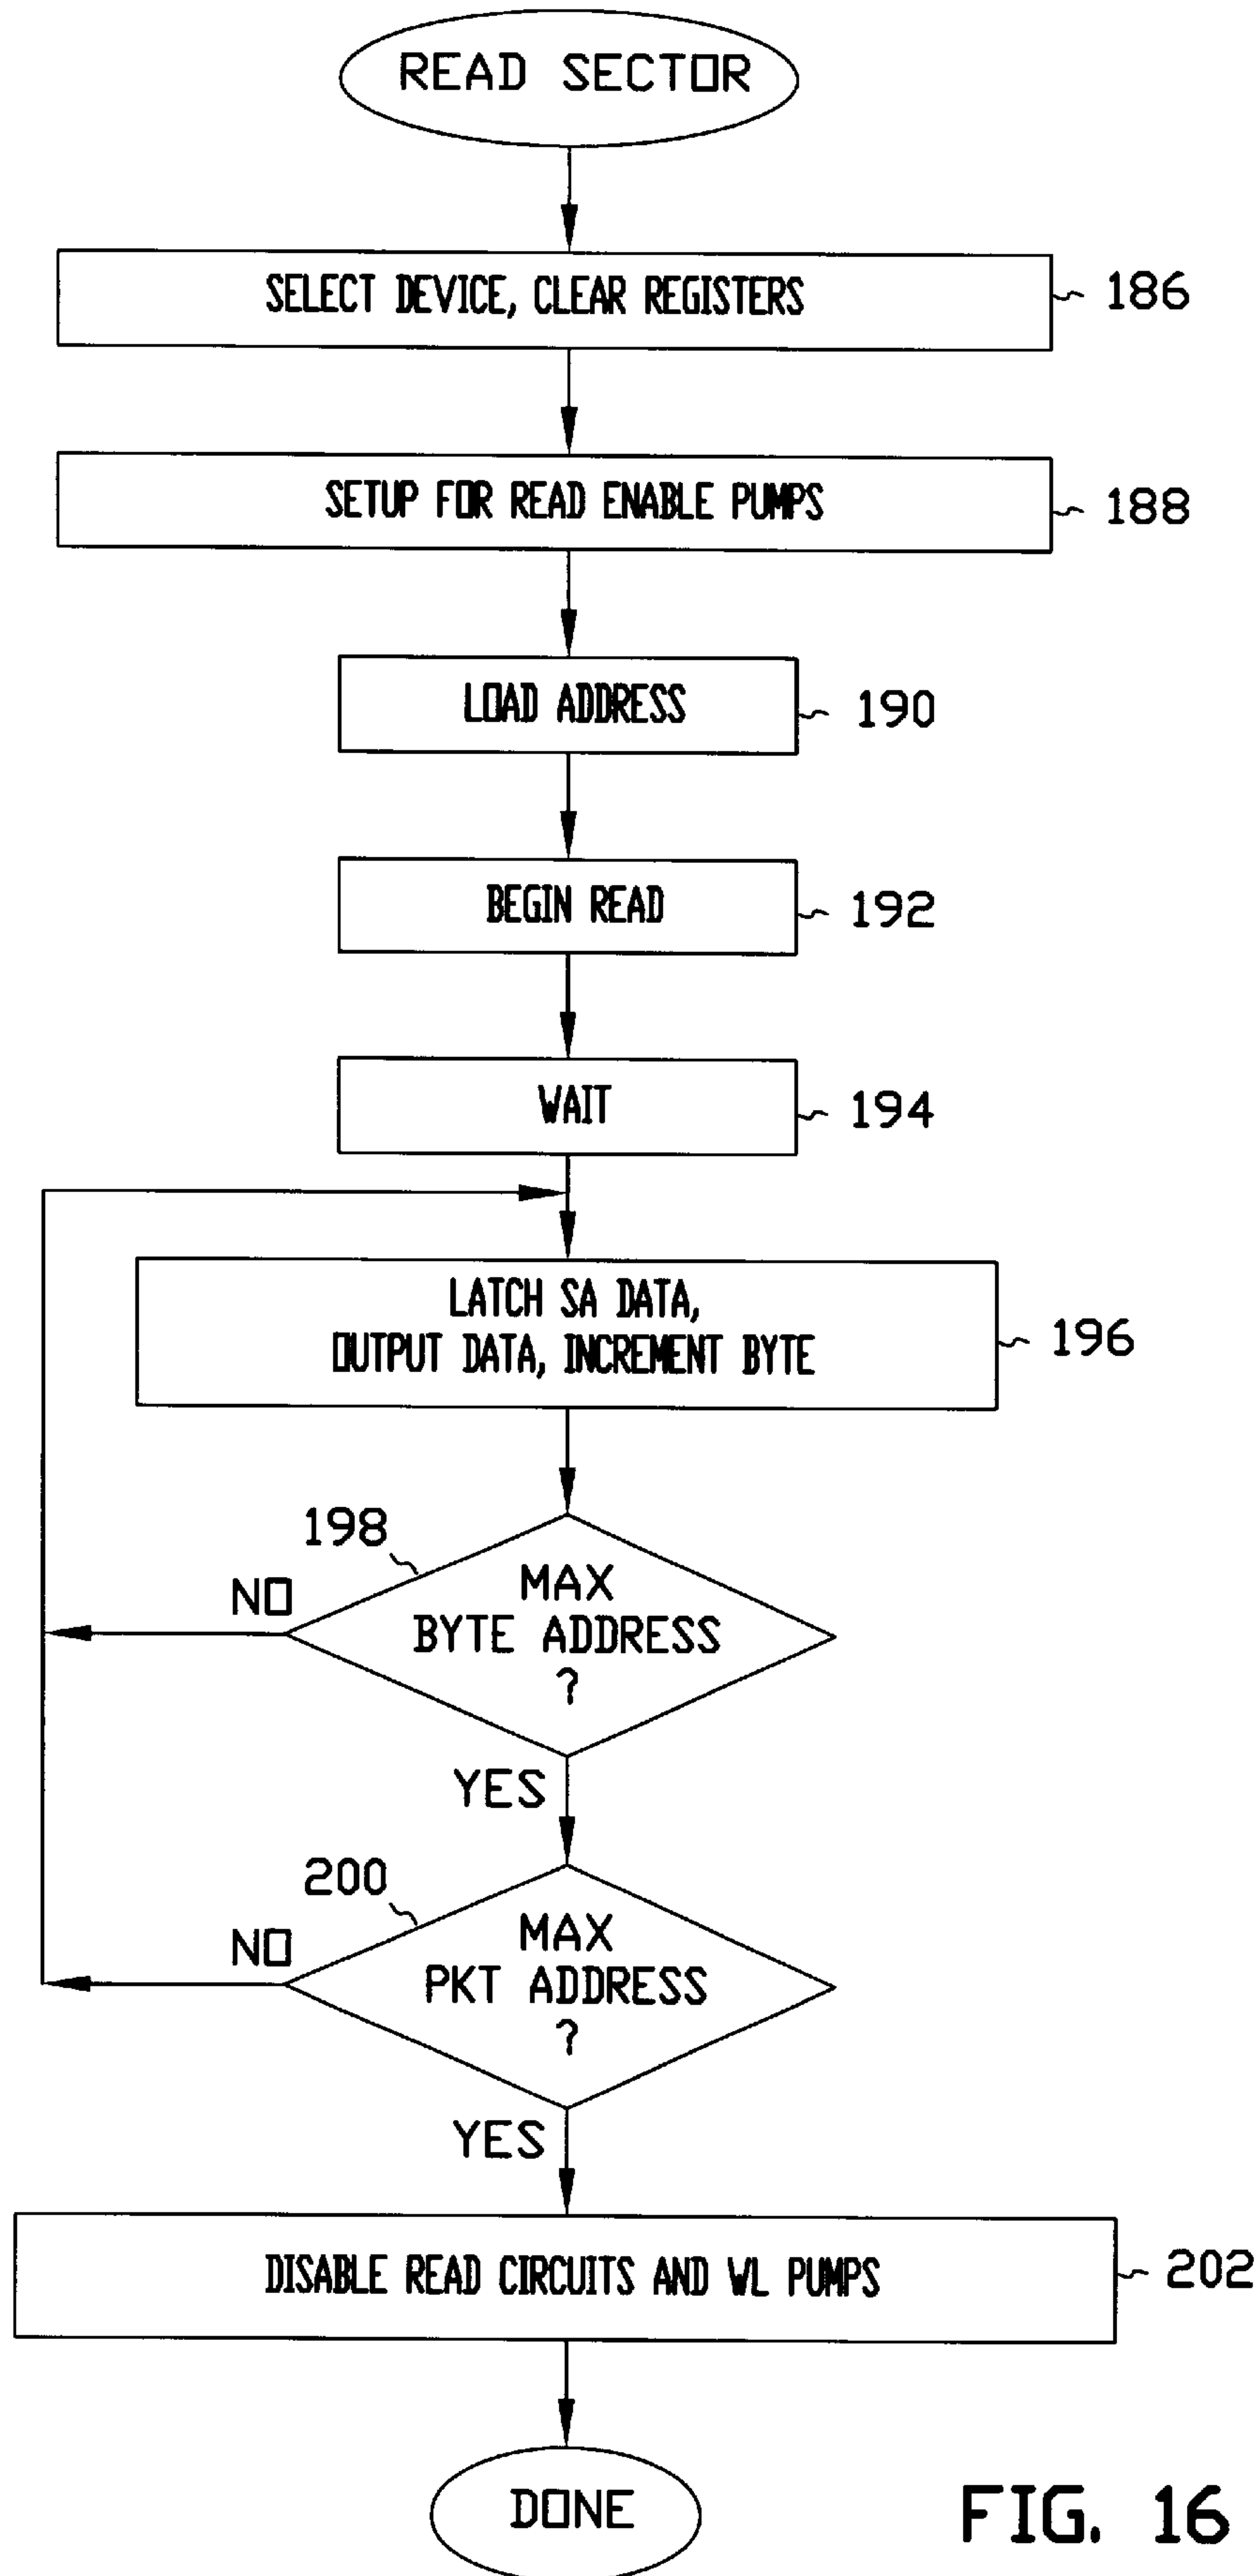 READ SECTOR
SELECT DEVICE, CLEAR REGISTERS
186
SETUP FOR READ ENABLE PUMPS
188
LOAD ADDRESS
190
BEGIN READ
192
WAIT
194
LATCH SA DATA,
OUTPUT DATA, INCREMENT BYTE
196
198
NO
MAX
BYTE ADDRESS
?
YES
200
NO
MAX
PKT ADDRESS
?
YES
DISABLE READ CIRCUITS AND WL PUMPS
202
DONE
FIG. 16